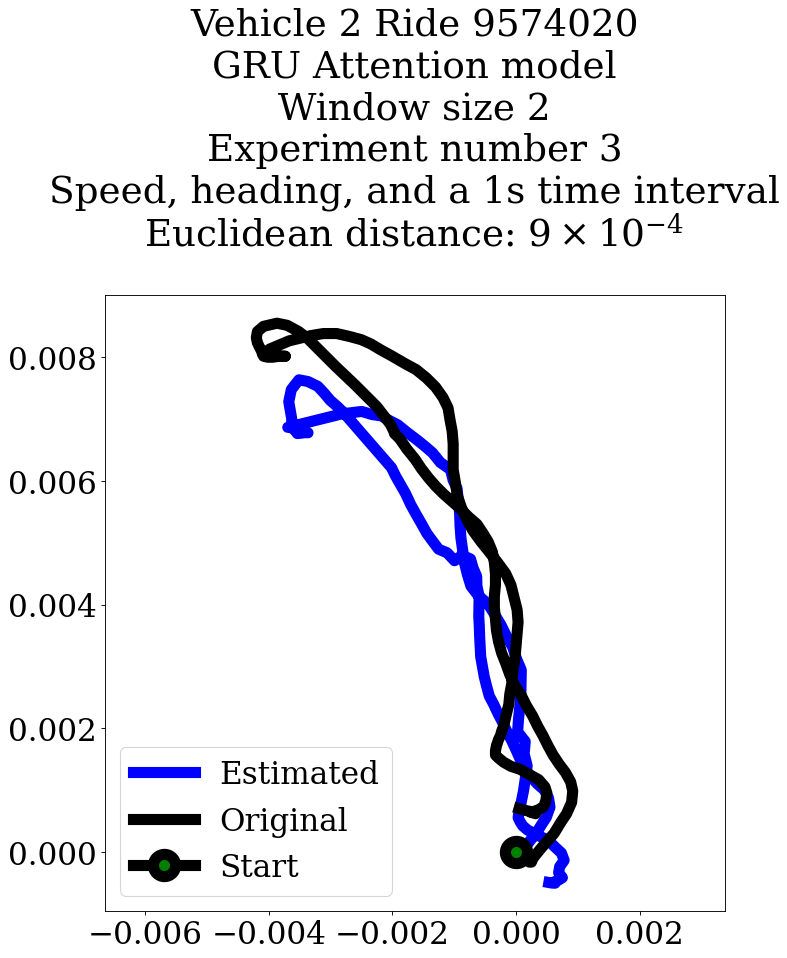 Vehicle 2 Ride 9574020
GRU Attention model
Window size 2
Experiment number 3
Speed, heading, and a 1s time interval
Euclidean distance: 9 × 10⁻⁴
0.008
0.006
0.004
0.002
0.000
Estimated
Original
Start
−0.006 −0.004 −0.002 0.000 0.002